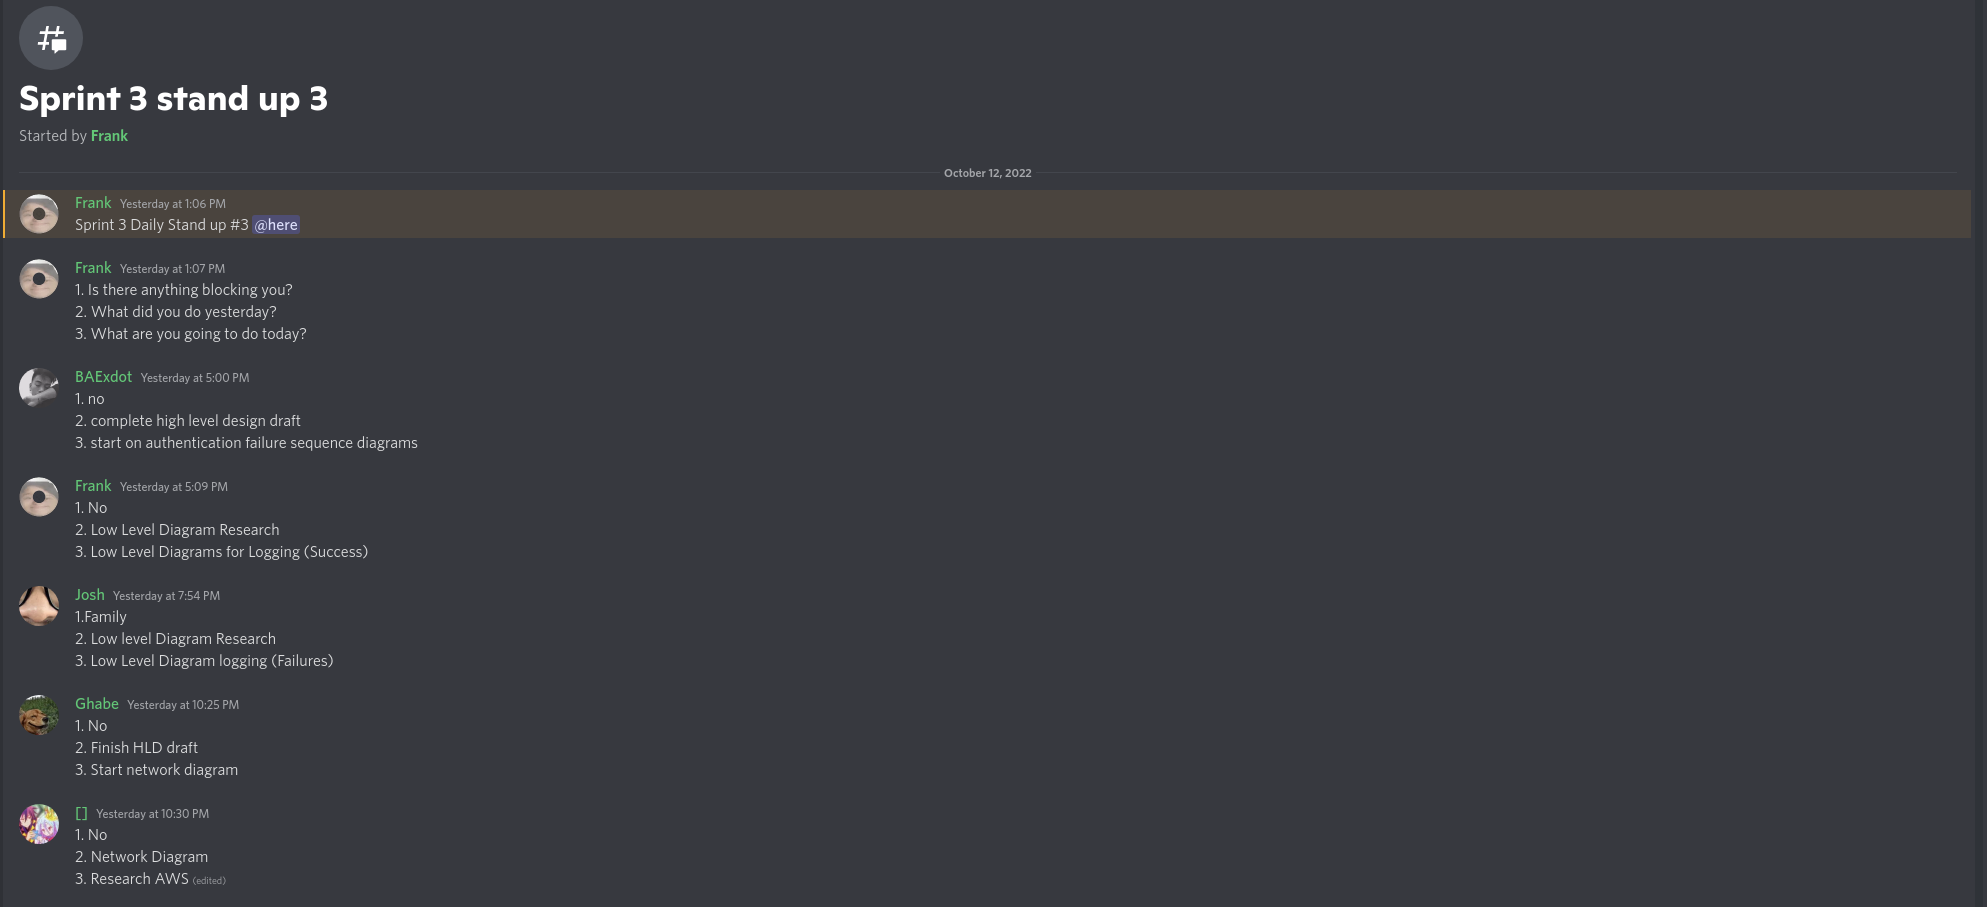 Sprint 3 stand up 3
Started by Frank
October 12, 2022
Frank Yesterday at 1:06 PM
Sprint 3 Daily Stand up #3 @here
Frank Yesterday at 1:07 PM
1. Is there anything blocking you?
2. What did you do yesterday?
3. What are you going to do today?
BAExdot Yesterday at 5:00 PM
1. no
2. complete high level design draft
3. start on authentication failure sequence diagrams
Frank Yesterday at 5:09 PM
1. No
2. Low Level Diagram Research
3. Low Level Diagrams for Logging (Success)
Josh Yesterday at 7:54 PM
1.Family
2. Low level Diagram Research
3. Low Level Diagram logging (Failures)
Ghabe Yesterday at 10:25 PM
1. No
2. Finish HLD draft
3. Start network diagram
[] Yesterday at 10:30 PM
1. No
2. Network Diagram
3. Research AWS (edited)